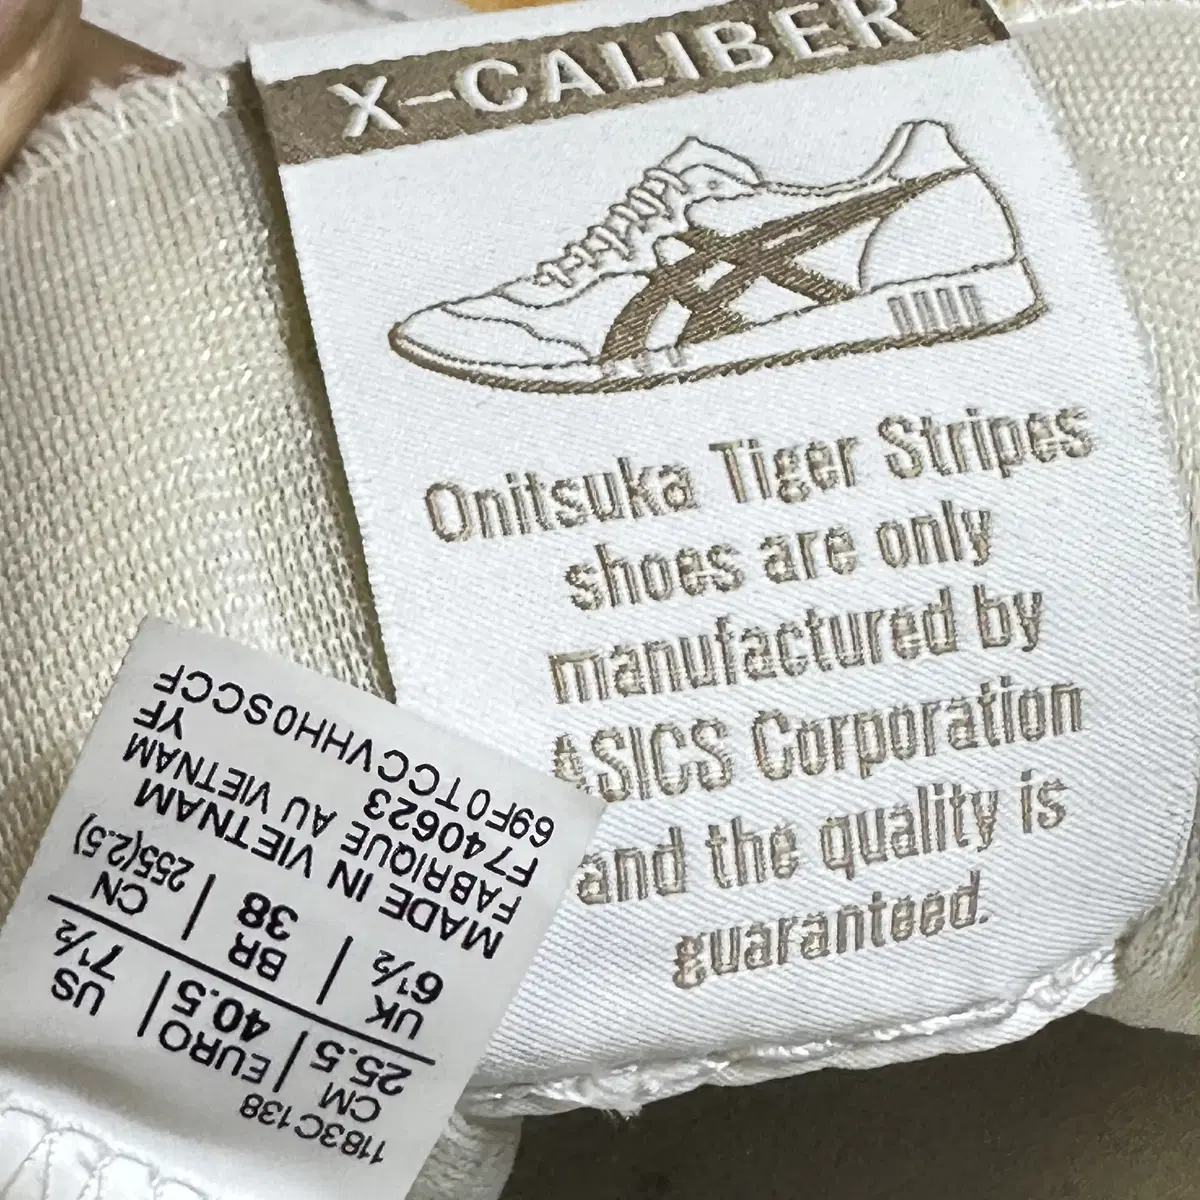 X-CALIBER
Onitsuka Tiger Stripes
shoes are only
manufactured by
ASICS Corporation
and the quality is
guaranteed.
1183C138
CM | EURO | US
25.5 | 40.5 | 7½
UK | BR | CN
6½ | 38 | 255(2.5)
MADE IN VIETNAM
FABRIQUE AU VIETNAM
F740623 YF
69F0TCCVHH0SCCF